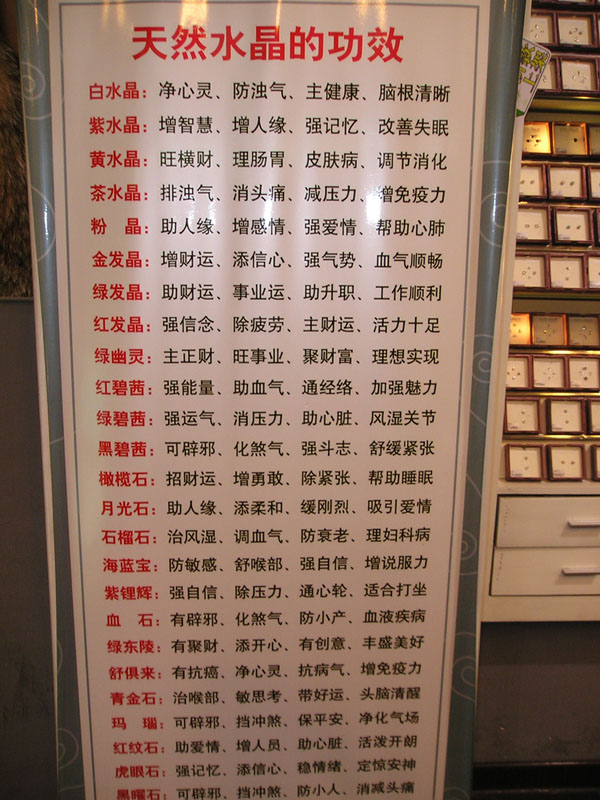 天然水晶的功效
白水晶：净心灵、防浊气、主健康、脑根清晰
紫水晶：增智慧、增人缘、强记忆、改善失眠
黄水晶：旺横财、理肠胃、皮肤病、调节消化
茶水晶：排浊气、消头痛、减压力、增免疫力
粉　晶：助人缘、增感情、强爱情、帮助心肺
金发晶：增财运、添信心、强气势、血气顺畅
绿发晶：助财运、事业运、助升职、工作顺利
红发晶：强信念、除疲劳、主财运、活力十足
绿幽灵：主正财、旺事业、聚财富、理想实现
红碧茜：强能量、助血气、通经络、加强魅力
绿碧茜：强运气、消压力、助心脏、风湿关节
黑碧茜：可辟邪、化煞气、强斗志、舒缓紧张
橄榄石：招财运、增勇敢、除紧张、帮助睡眠
月光石：助人缘、添柔和、缓刚烈、吸引爱情
石榴石：治风湿、调血气、防衰老、理妇科病
海蓝宝：防敏感、舒喉部、强自信、增说服力
紫锂辉：强自信、除压力、通心轮、适合打坐
血　石：有辟邪、化煞气、防小产、血液疾病
绿东陵：有聚财、添开心、有创意、丰盛美好
舒俱来：有抗癌、净心灵、抗病气、增免疫力
青金石：治喉部、敏思考、带好运、头脑清醒
玛　瑙：可辟邪、挡冲煞、保平安、净化气场
红纹石：助爱情、增人员、助心脏、活泼开朗
虎眼石：强记忆、添信心、稳情绪、定惊安神
黑曜石：可辟邪、挡冲煞、防小人、消减头痛